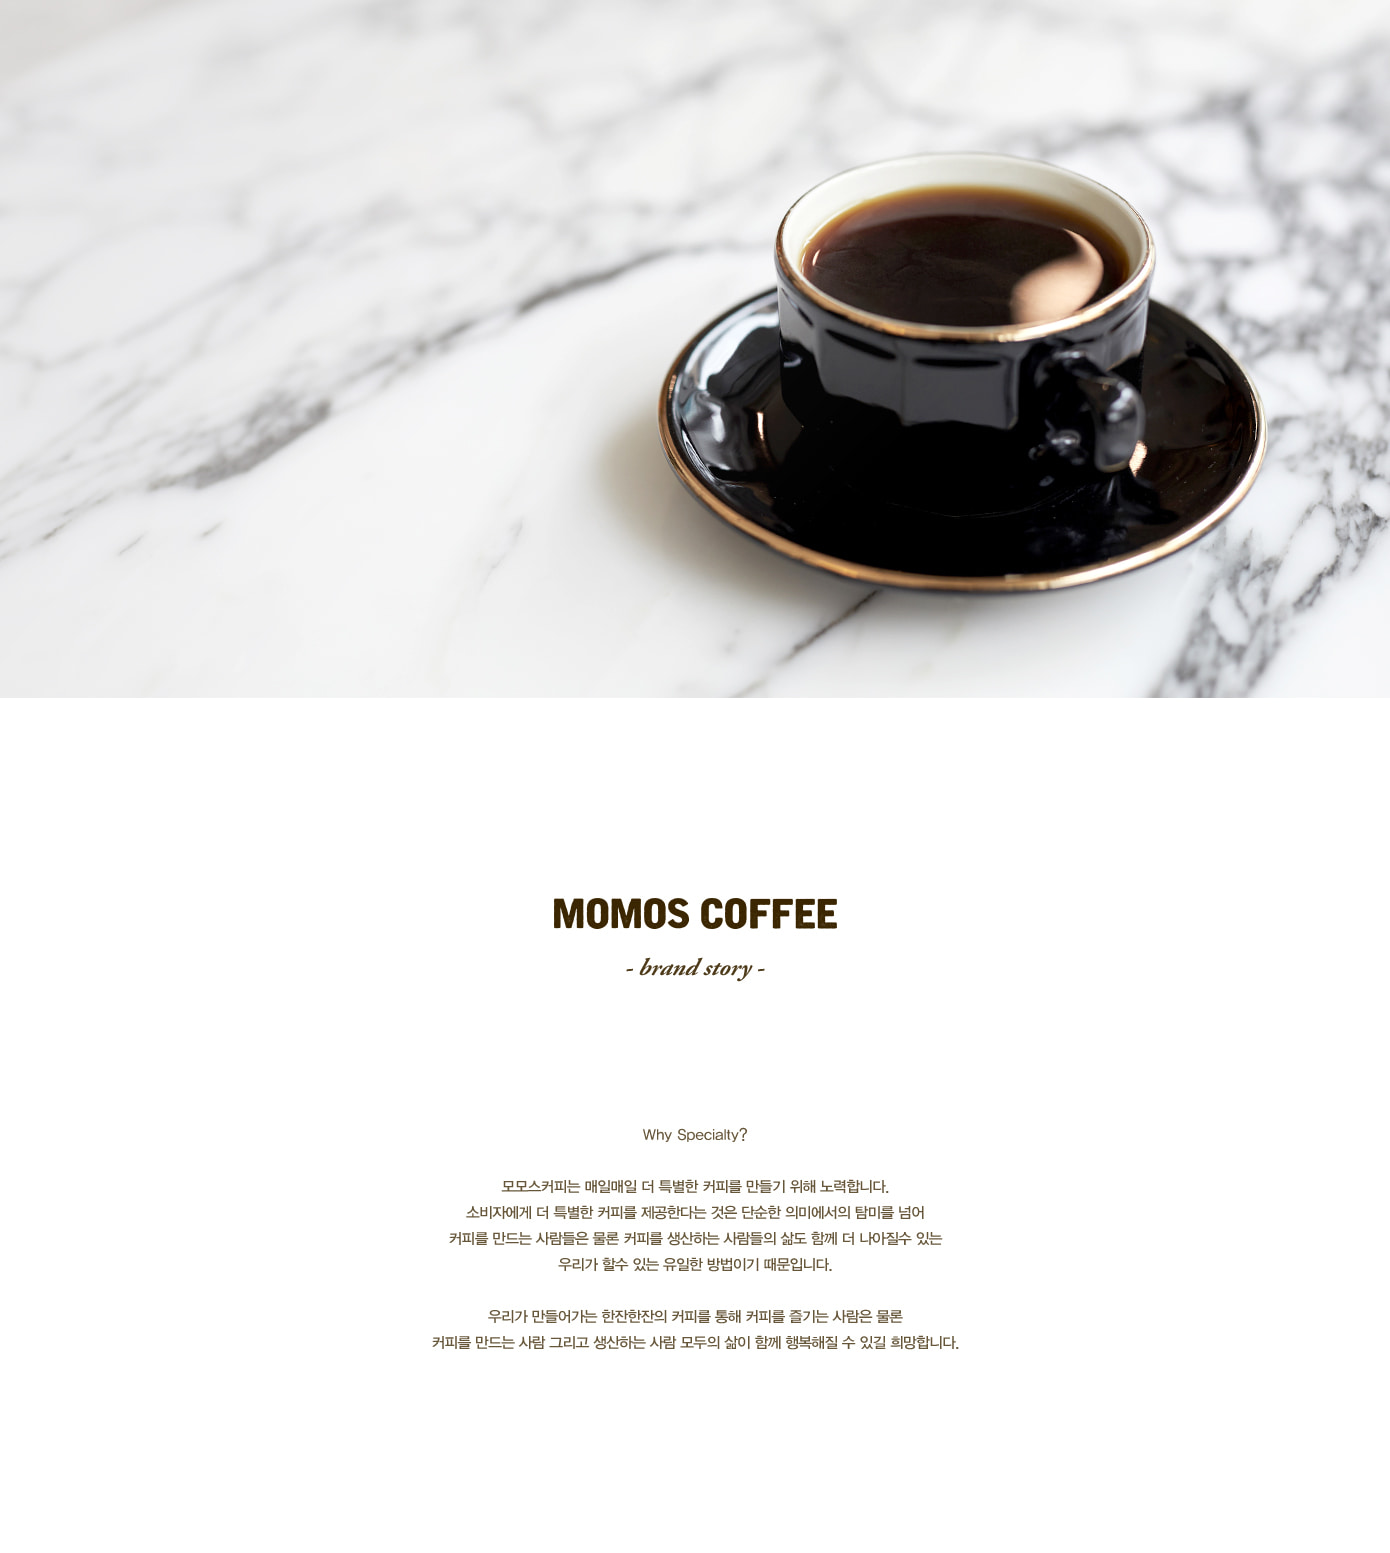 MOMOS COFFEE
- brand story -
Why Specialty?
모모스커피는 매일매일 더 특별한 커피를 만들기 위해 노력합니다.
소비자에게 더 특별한 커피를 제공한다는 것은 단순한 의미에서의 탐미를 넘어
커피를 만드는 사람들은 물론 커피를 생산하는 사람들의 삶도 함께 더 나아질수 있는
우리가 할수 있는 유일한 방법이기 때문입니다.
우리가 만들어가는 한잔한잔의 커피를 통해 커피를 즐기는 사람은 물론
커피를 만드는 사람 그리고 생산하는 사람 모두의 삶이 함께 행복해질 수 있길 희망합니다.